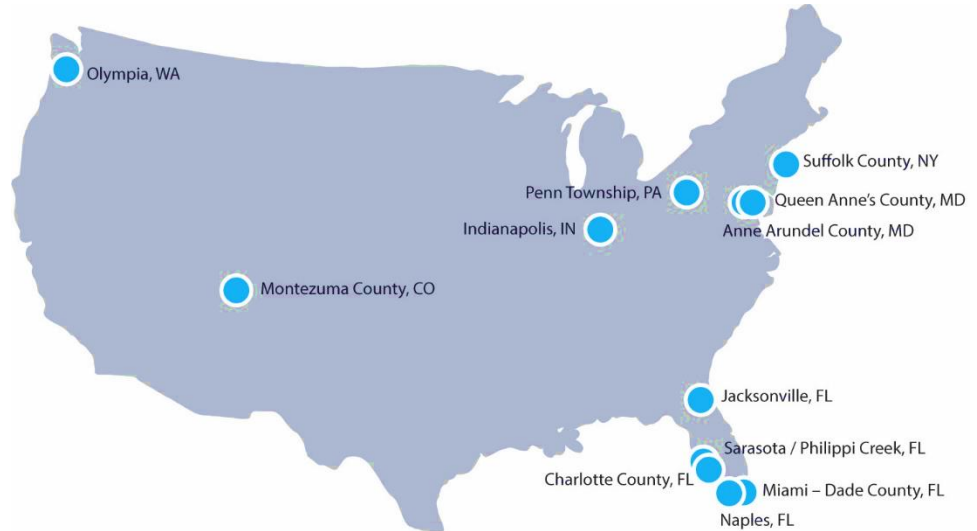 Olympia, WA
Suffolk County, NY
Penn Township, PA
Queen Anne's County, MD
Indianapolis, IN
Anne Arundel County, MD
Montezuma County, CO
Jacksonville, FL
Sarasota / Philippi Creek, FL
Charlotte County, FL
Miami – Dade County, FL
Naples, FL